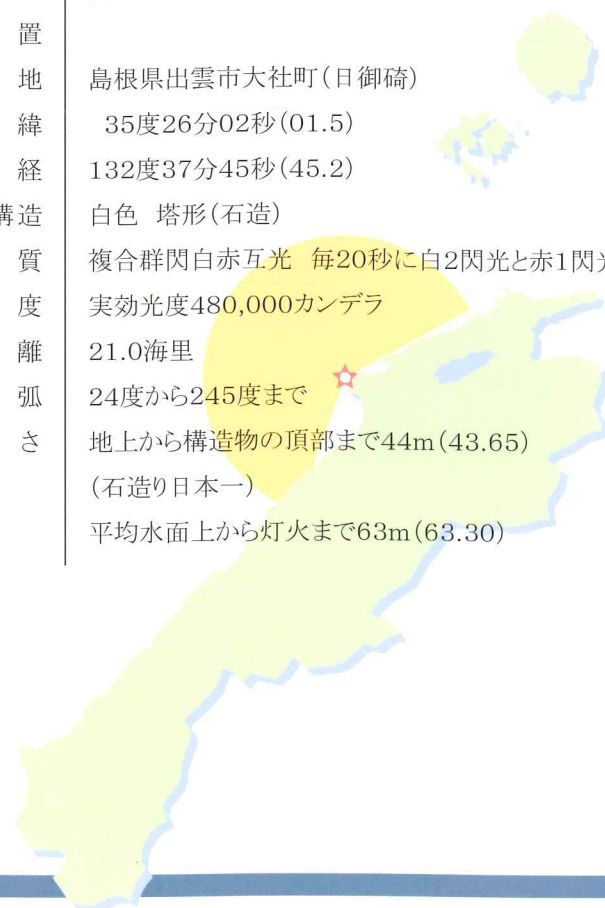 置
地 島根県出雲市大社町(日御碕)
緯 35度26分02秒(01.5)
経 132度37分45秒(45.2)
構造 白色 塔形(石造)
質 複合群閃白赤互光 毎20秒に白2閃光と赤1閃光
度 実効光度480,000カンデラ
離 21.0海里
弧 24度から245度まで
さ 地上から構造物の頂部まで44m(43.65)
(石造り日本一)
平均水面上から灯火まで63m(63.30)